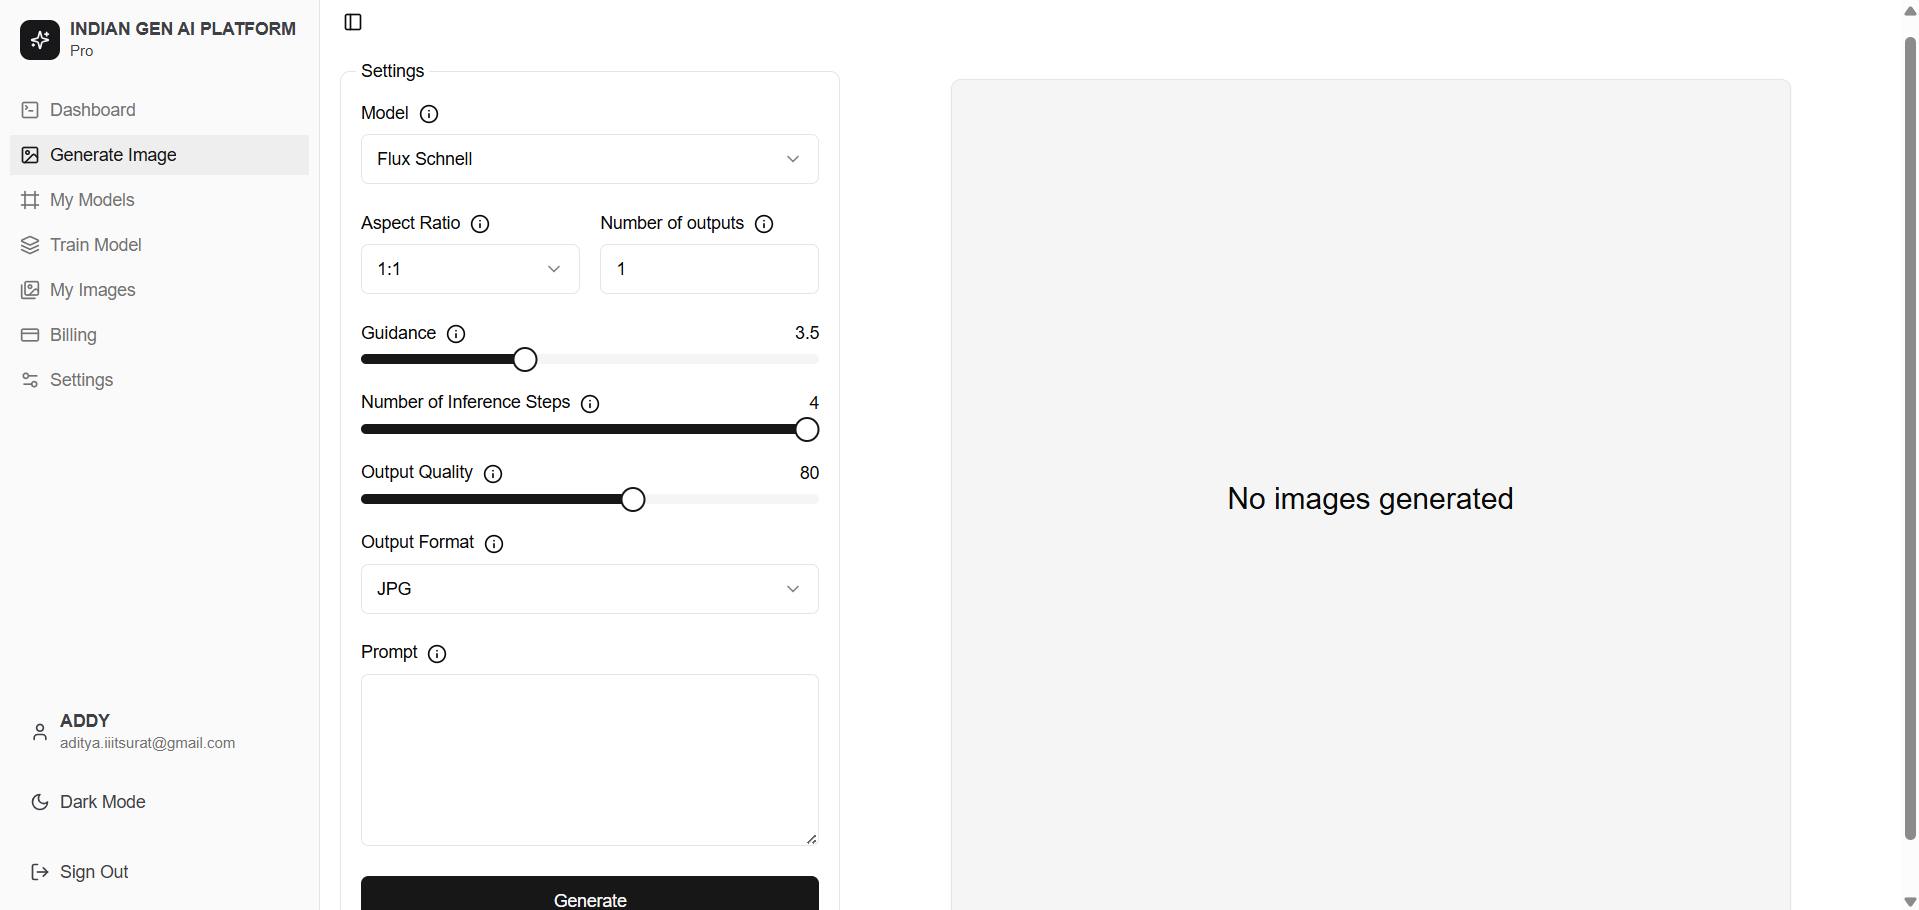 INDIAN GEN AI PLATFORM
Pro
Dashboard
Generate Image
My Models
Train Model
My Images
Billing
Settings
ADDY
aditya.iiitsurat@gmail.com
Dark Mode
Sign Out
Settings
Model
Flux Schnell
Aspect Ratio
Number of outputs
1:1
1
Guidance
3.5
Number of Inference Steps
4
Output Quality
80
Output Format
JPG
Prompt
Generate
No images generated